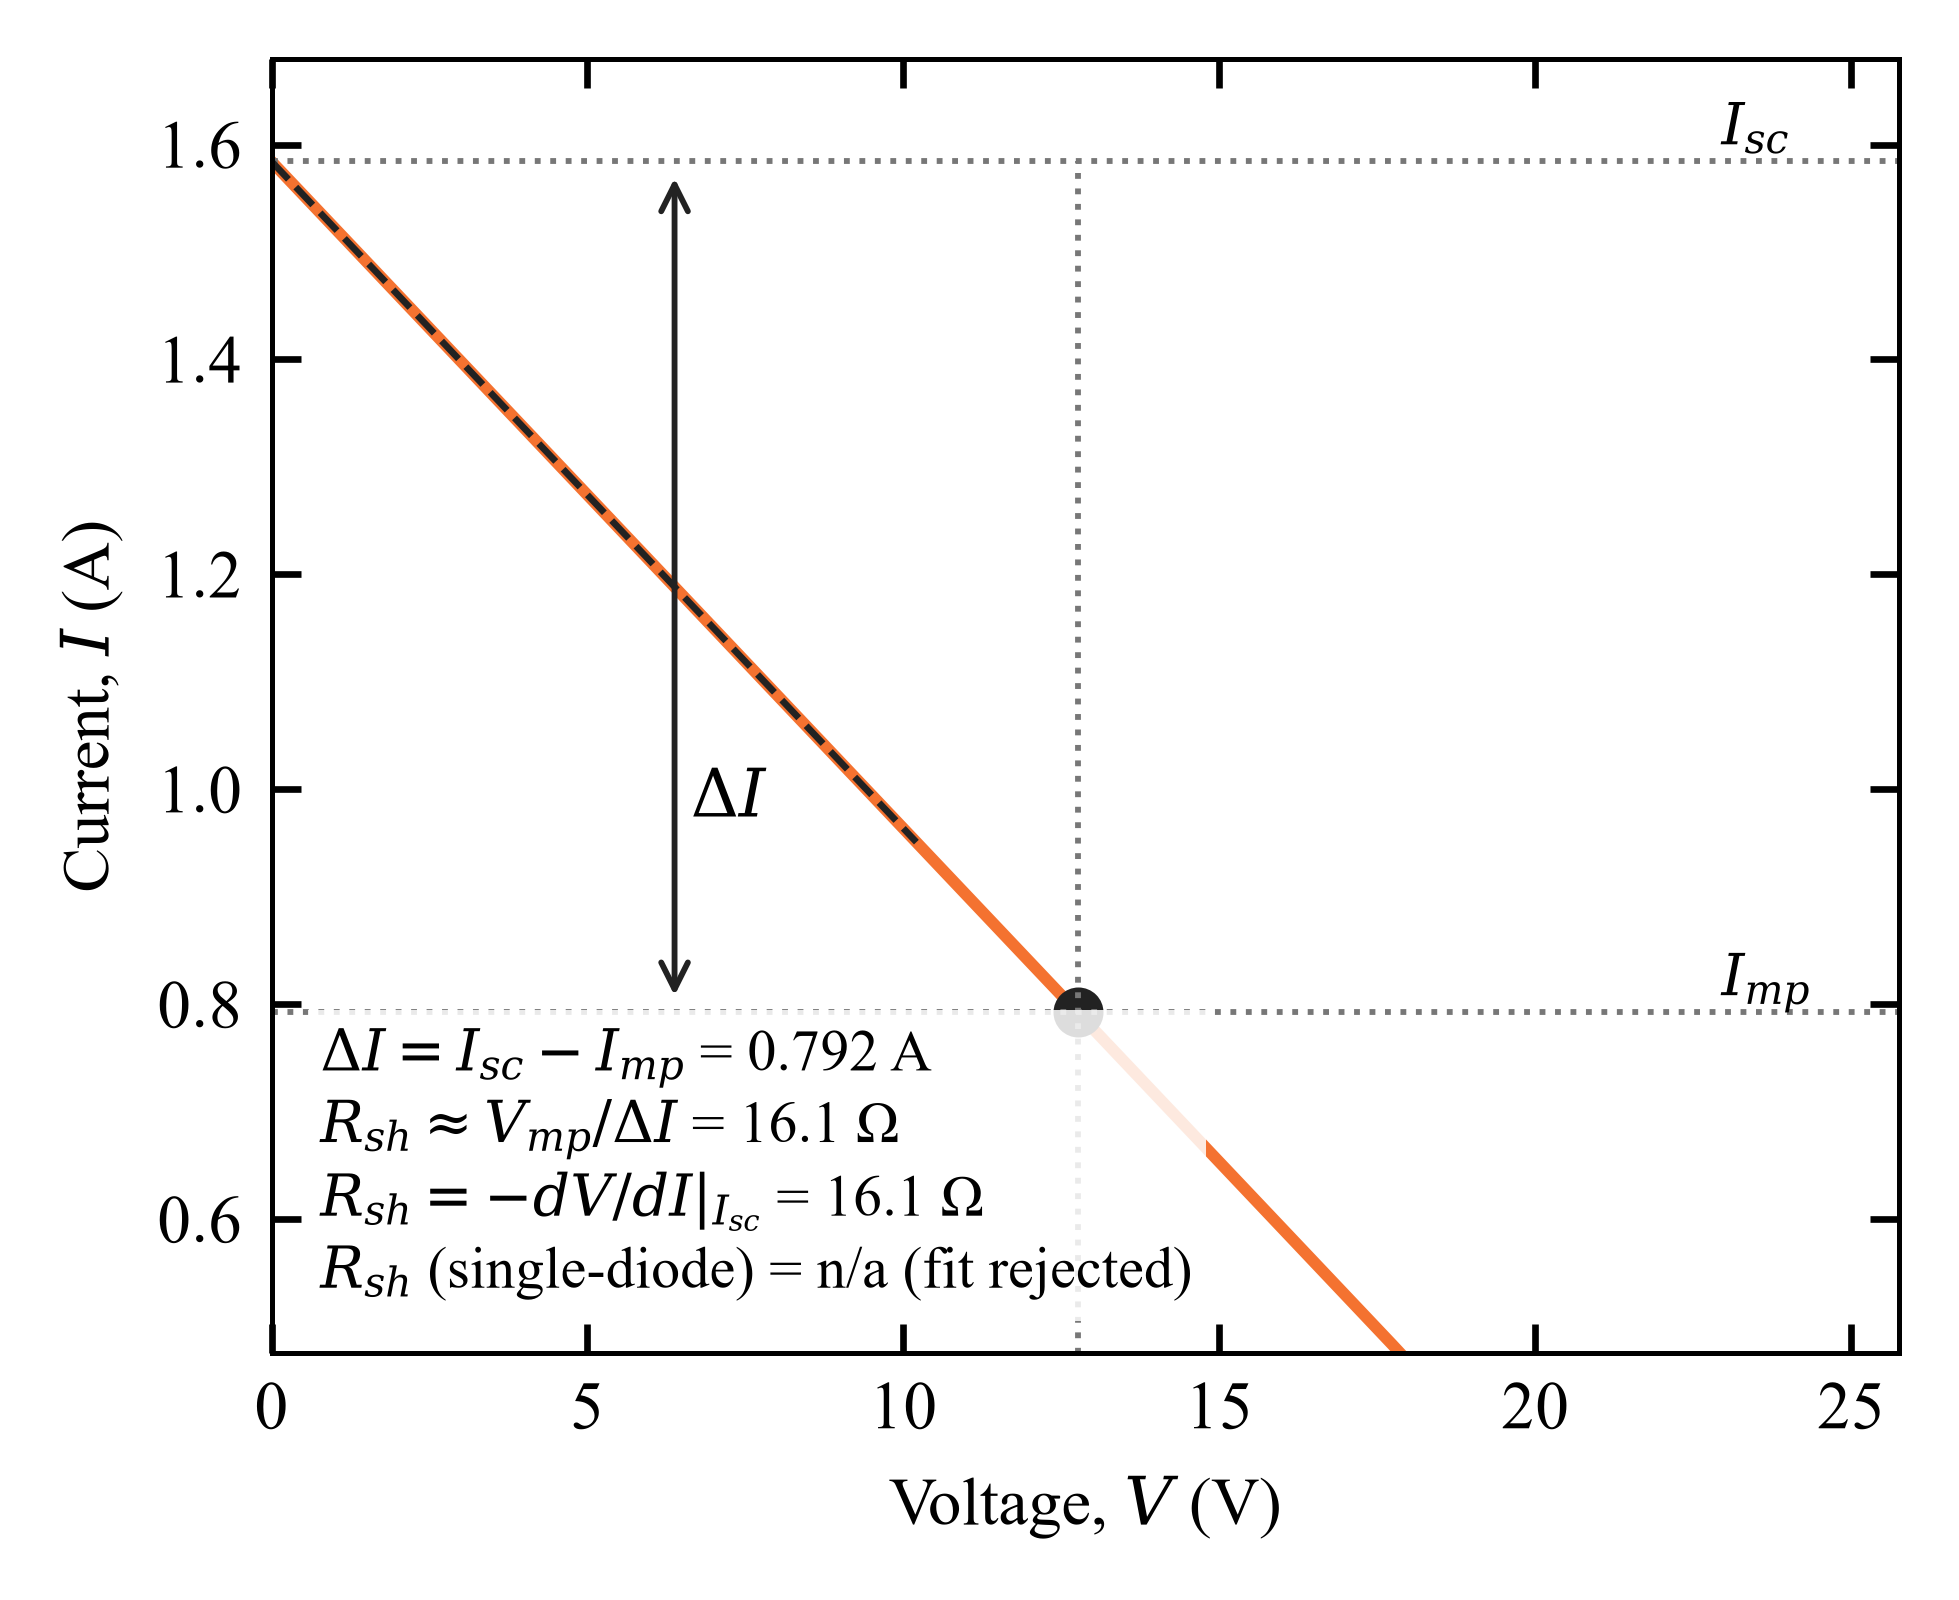 I_sc
1.6
1.4
1.2
1.0
0.8
0.6
Current, I (A)
ΔI
I_mp
ΔI = I_sc − I_mp = 0.792 A
R_sh ≈ V_mp/ΔI = 16.1 Ω
R_sh = −dV/dI|_I_sc = 16.1 Ω
R_sh (single-diode) = n/a (fit rejected)
0 5 10 15 20 25
Voltage, V (V)